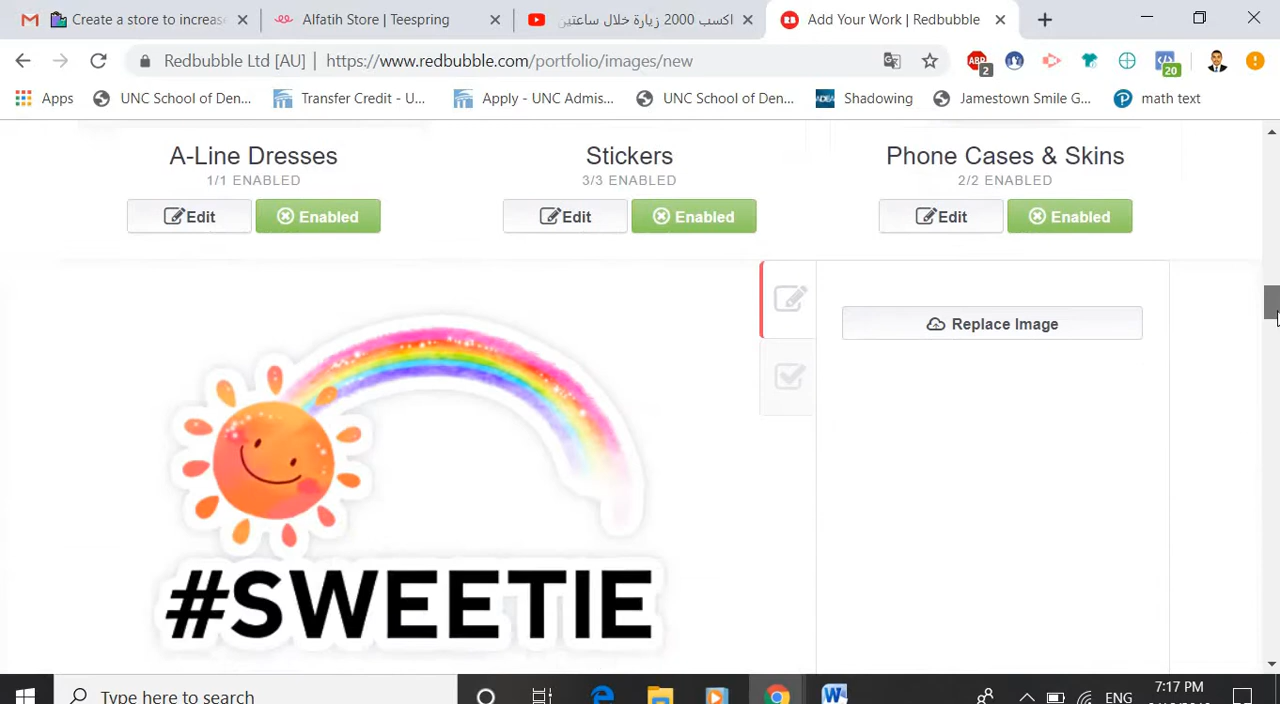 Create a store to increas
Alfatih Store | Teespring
اكسب 2000 زيارة خلال ساعتين
Add Your Work | Redbubble
Redbubble Ltd [AU] | https://www.redbubble.com/portfolio/images/new
ABP
2
20
Apps
UNC School of Den...
Transfer Credit - U...
Apply - UNC Admis...
UNC School of Den...
Shadowing
Jamestown Smile G...
math text
A-Line Dresses
Stickers
Phone Cases & Skins
1/1 ENABLED
3/3 ENABLED
2/2 ENABLED
Edit
Enabled
Edit
Enabled
Edit
Enabled
Replace Image
#SWEETIE
Type here to search
ENG
7:17 PM